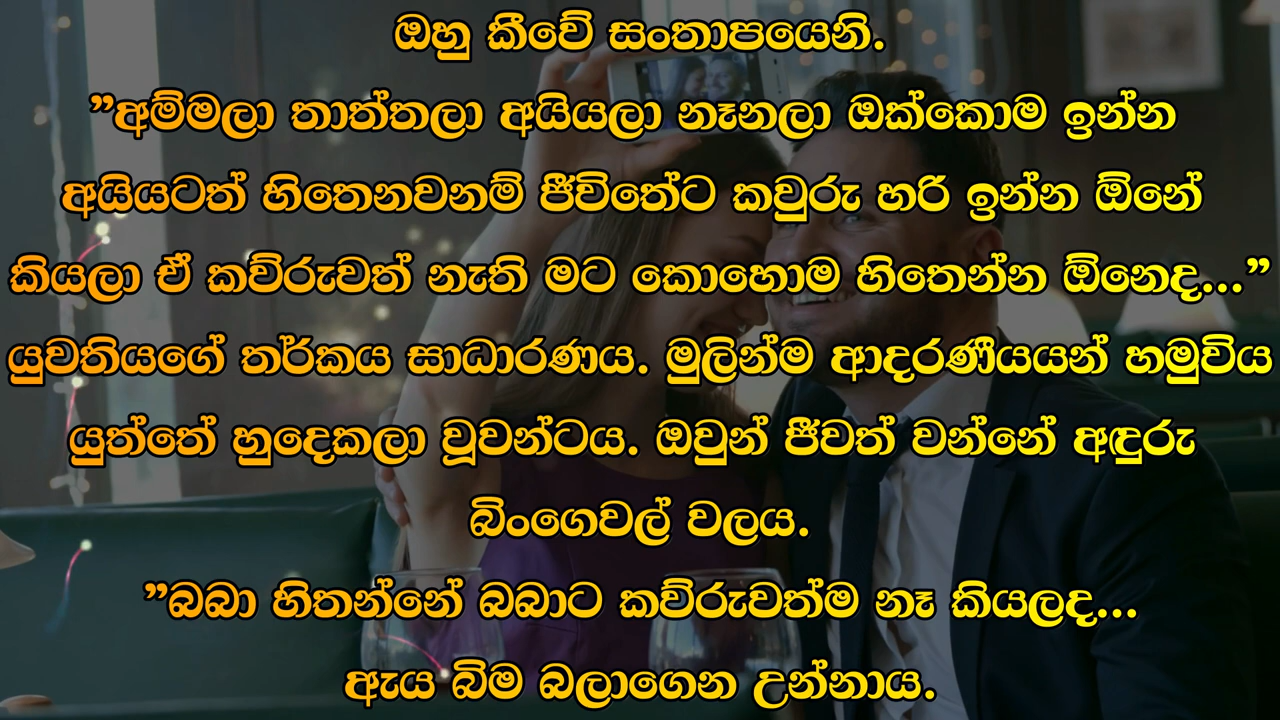 ඔහු කීවේ සංතාපයෙනි.
”අම්මලා තාත්තලා අයියලා නෑනලා ඔක්කොම ඉන්න
අයියටත් හිතෙනවනම් ජීවිතේට කවුරු හරි ඉන්න ඕනේ
කියලා ඒ කව්රුවත් නැති මට කොහොම හිතෙන්න ඕනෙද...”
යුවතියගේ තර්කය සාධාරණය. මුලින්ම ආදරණීයයන් හමුවිය
යුත්තේ හුදෙකලා වූවන්ටය. ඔවුන් ජීවත් වන්නේ අඳුරු
බිංගෙවල් වලය.
”බබා හිතන්නේ බබාට කව්රුවත්ම නෑ කියලද...
ඇය බිම බලාගෙන උන්නාය.